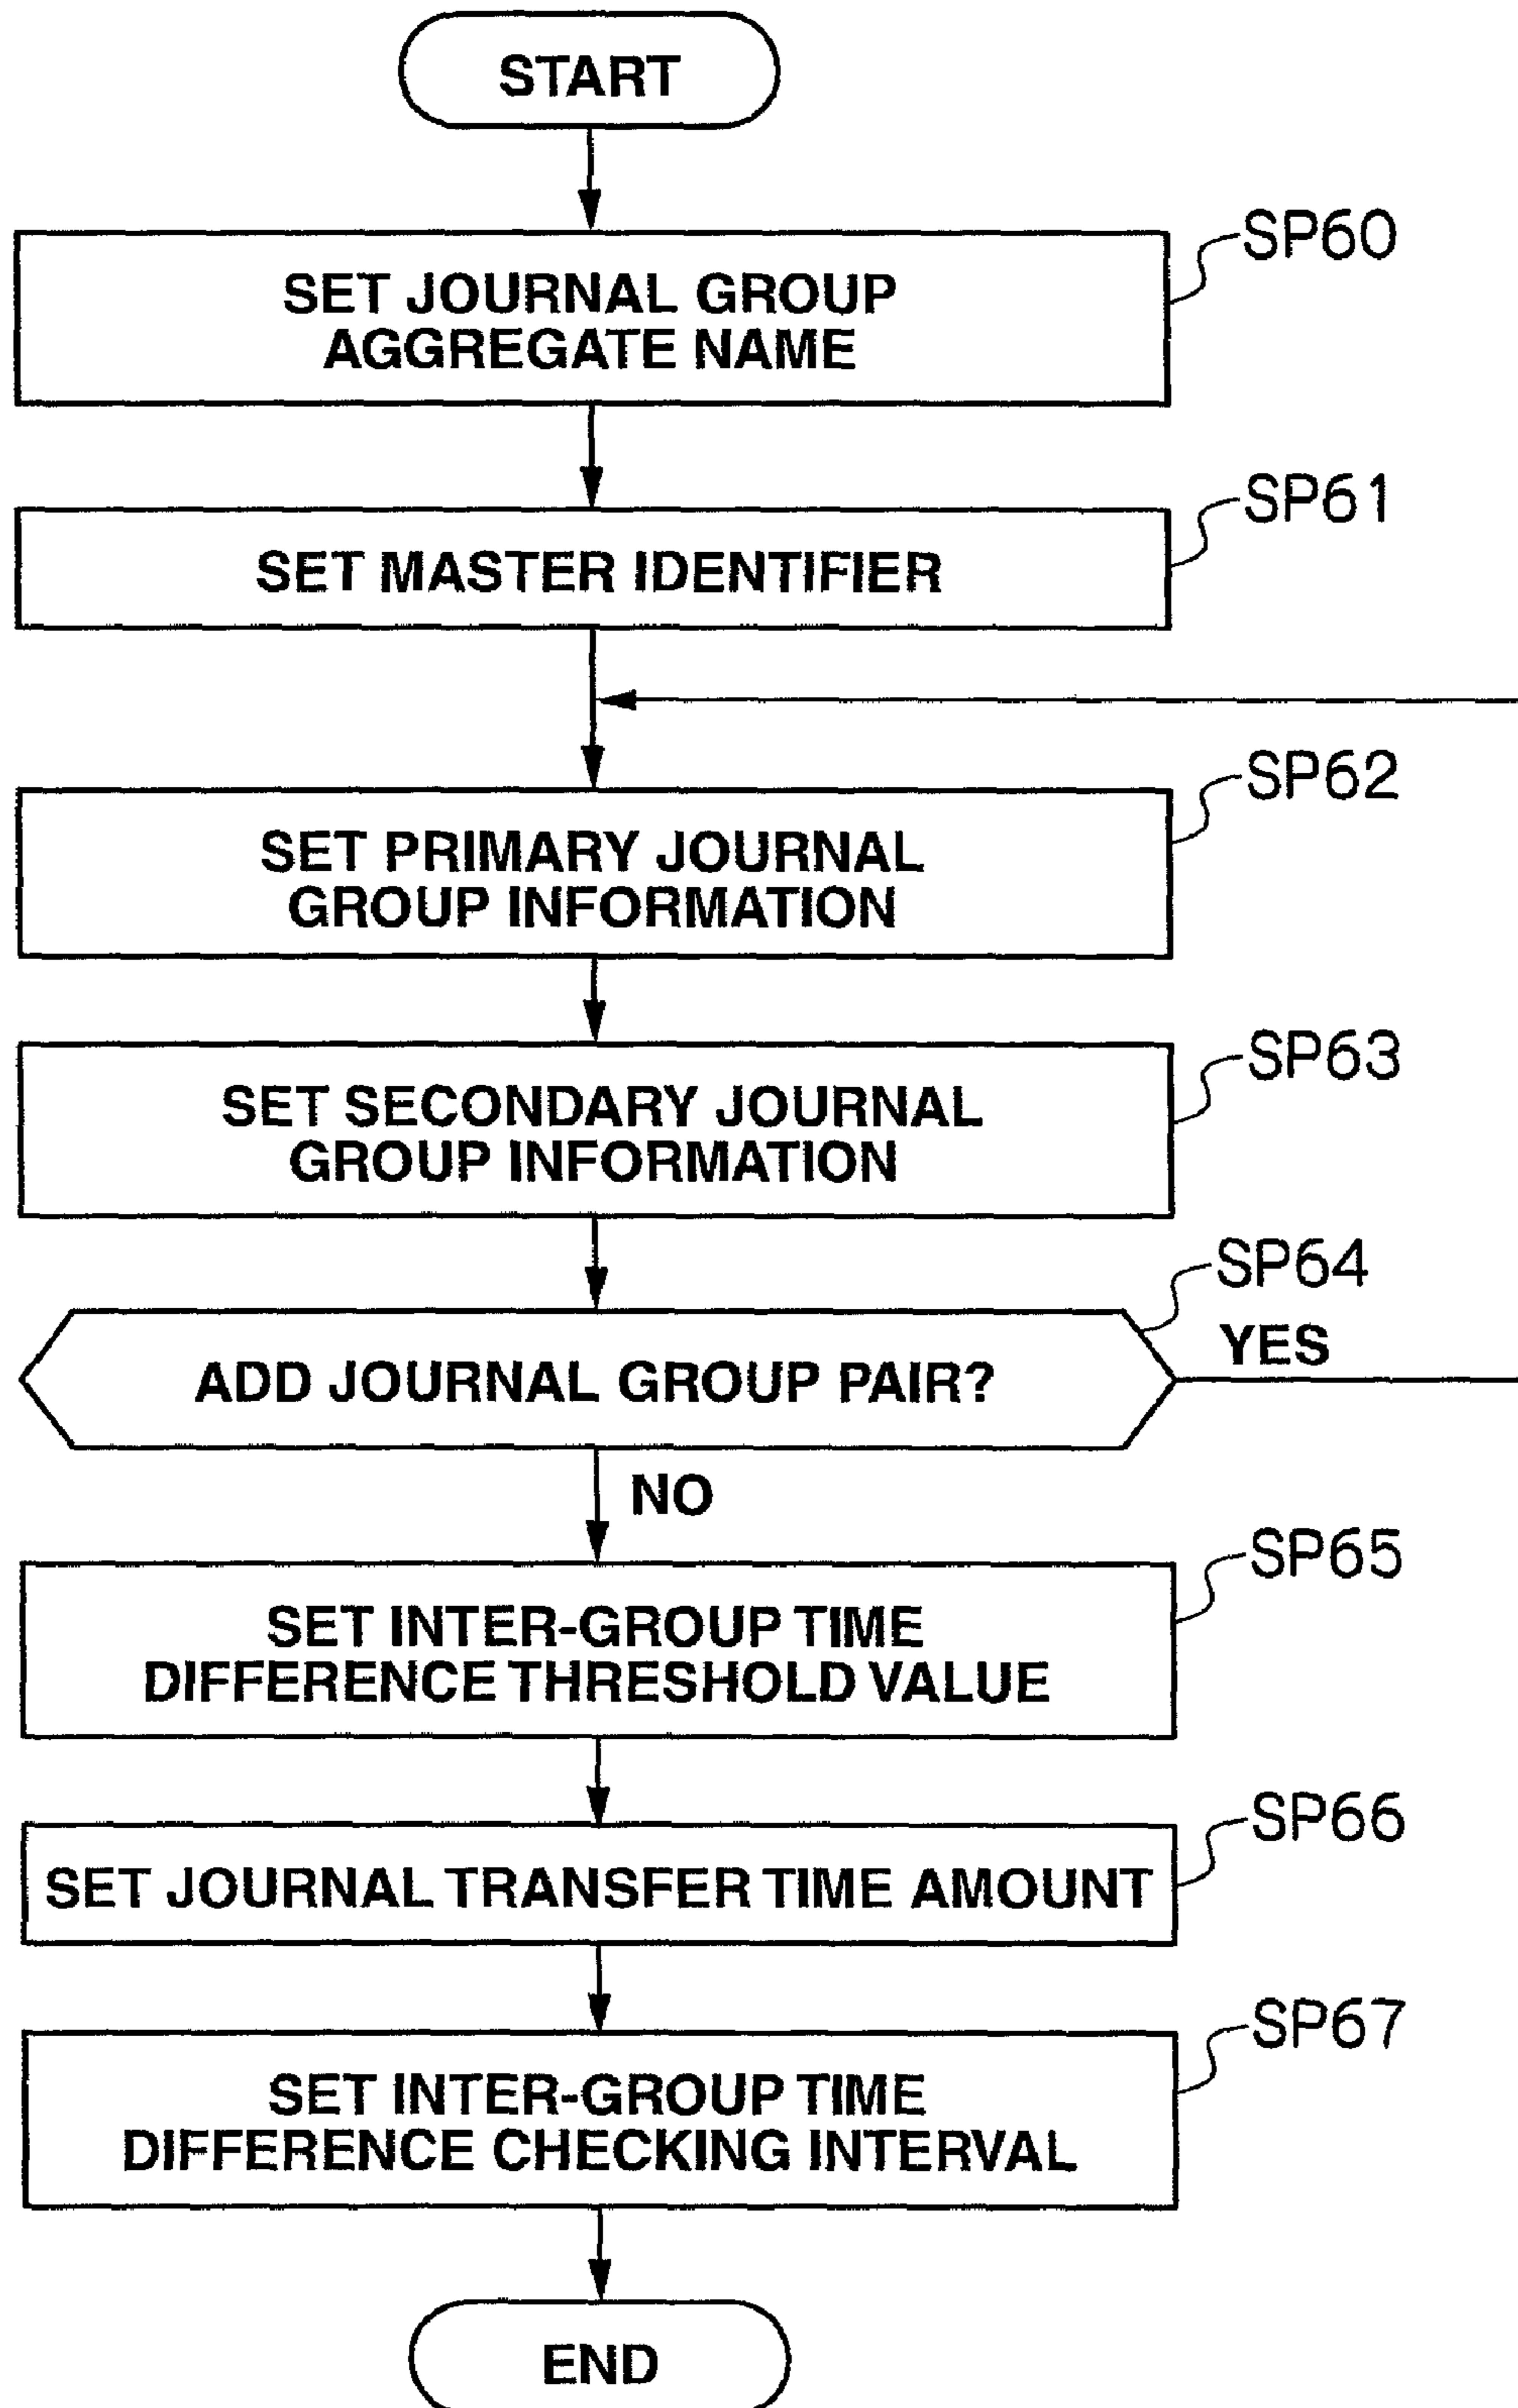 START
SP60
SET JOURNAL GROUP
AGGREGATE NAME
SP61
SET MASTER IDENTIFIER
SP62
SET PRIMARY JOURNAL
GROUP INFORMATION
SP63
SET SECONDARY JOURNAL
GROUP INFORMATION
SP64
YES
ADD JOURNAL GROUP PAIR?
NO
SP65
SET INTER-GROUP TIME
DIFFERENCE THRESHOLD VALUE
SP66
SET JOURNAL TRANSFER TIME AMOUNT
SP67
SET INTER-GROUP TIME
DIFFERENCE CHECKING INTERVAL
END